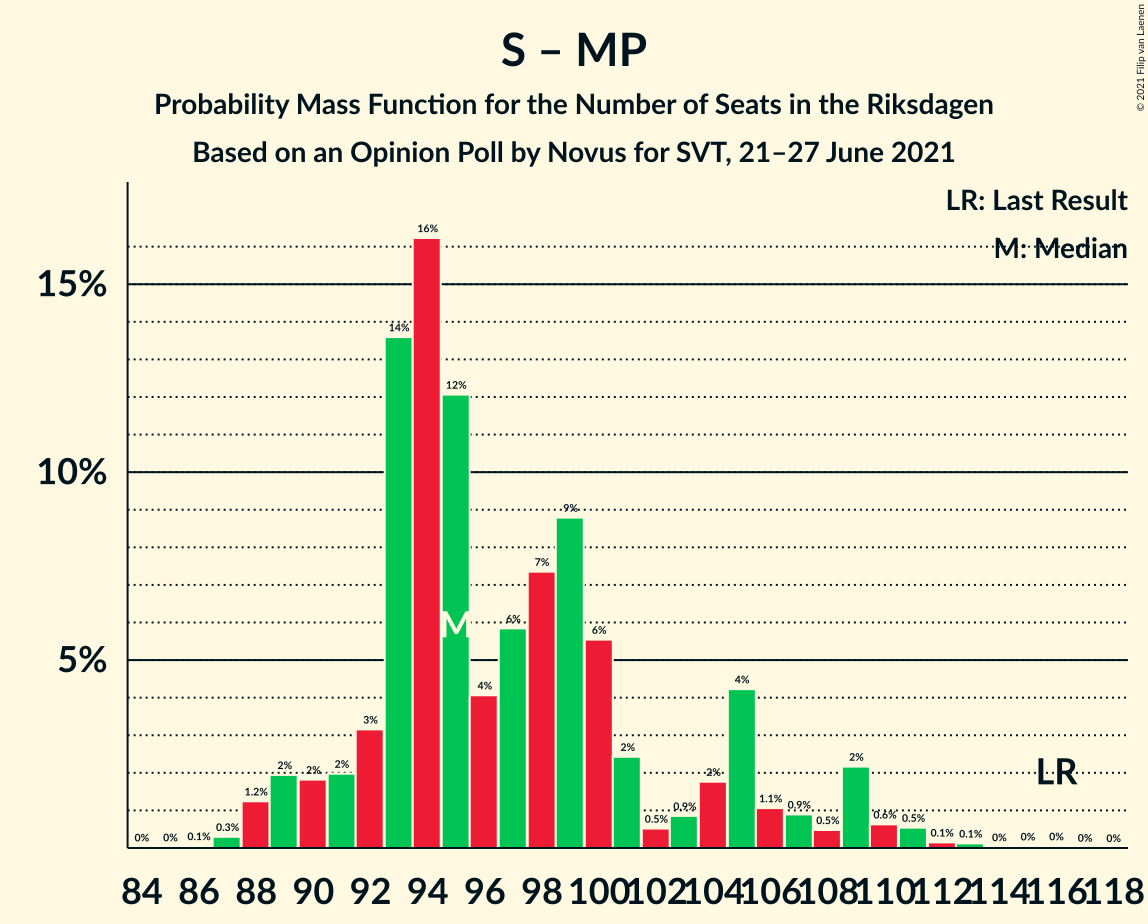 S – MP
Probability Mass Function for the Number of Seats in the Riksdagen
Based on an Opinion Poll by Novus for SVT, 21–27 June 2021
© 2021 Filip van Laenen
LR: Last Result
M: Median
15%
10%
5%
0% 0% 0.1% 0.3% 1.2% 2% 2% 2% 3% 14% 16% 12% 4% 6% 7% 9% 6% 2% 0.5% 0.9% 2% 4% 1.1% 0.9% 0.5% 2% 0.6% 0.5% 0.1% 0.1% 0% 0% 0% 0% 0%
M
LR
84 86 88 90 92 94 96 98 100 102 104 106 108 110 112 114 116 118